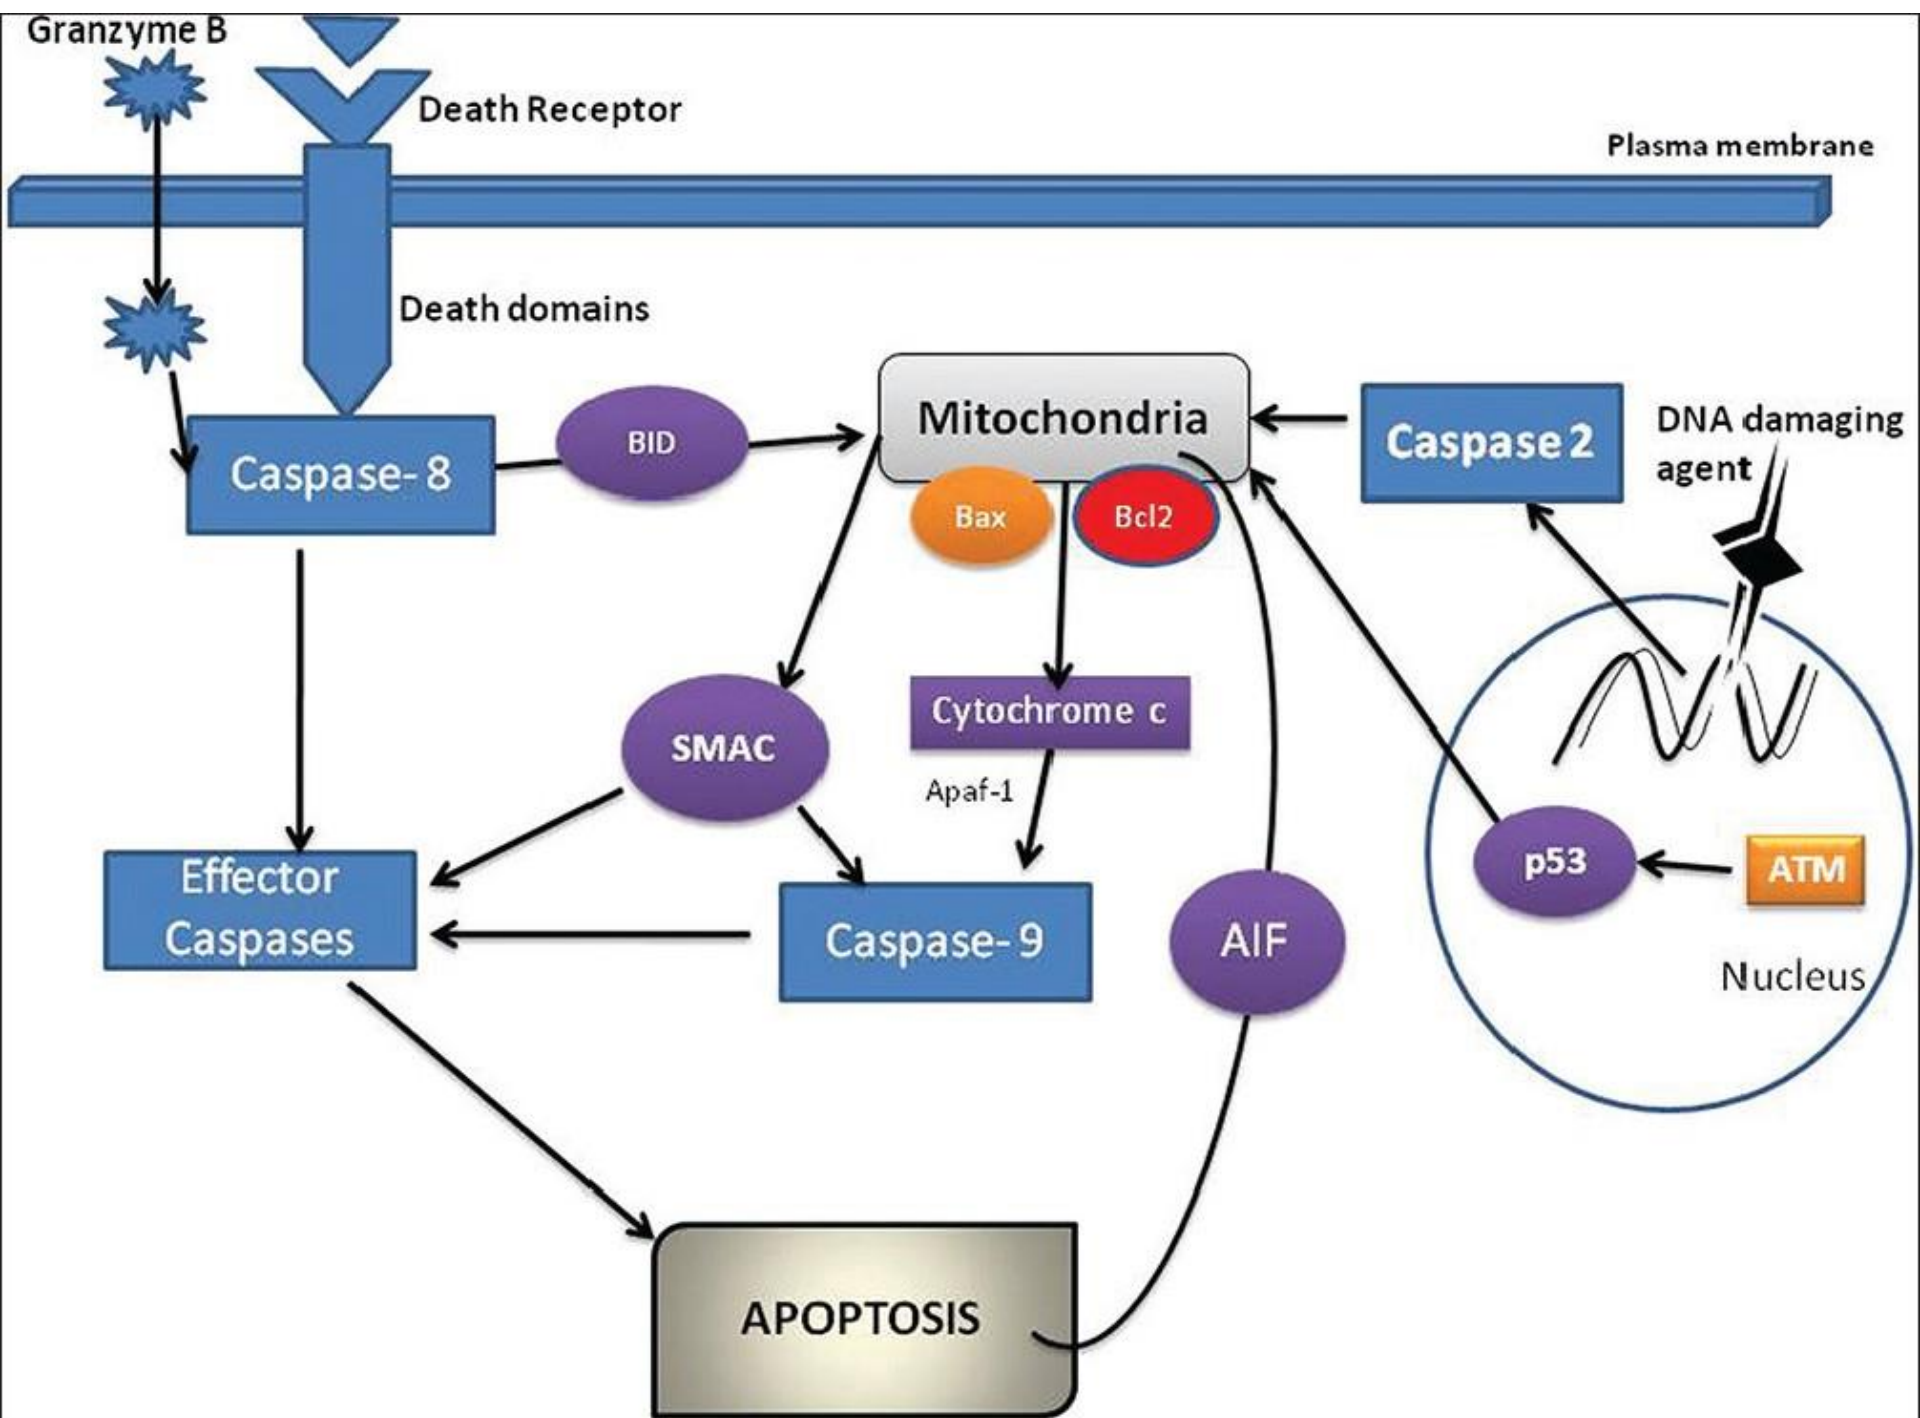 Granzyme B
Death Receptor
Plasma membrane
Death domains
Mitochondria
Caspase 2
DNA damaging
agent
BID
Caspase- 8
Bax
Bcl2
SMAC
Cytochrome c
Apaf-1
p53
ATM
Effector
Caspases
Caspase- 9
AIF
Nucleus
APOPTOSIS